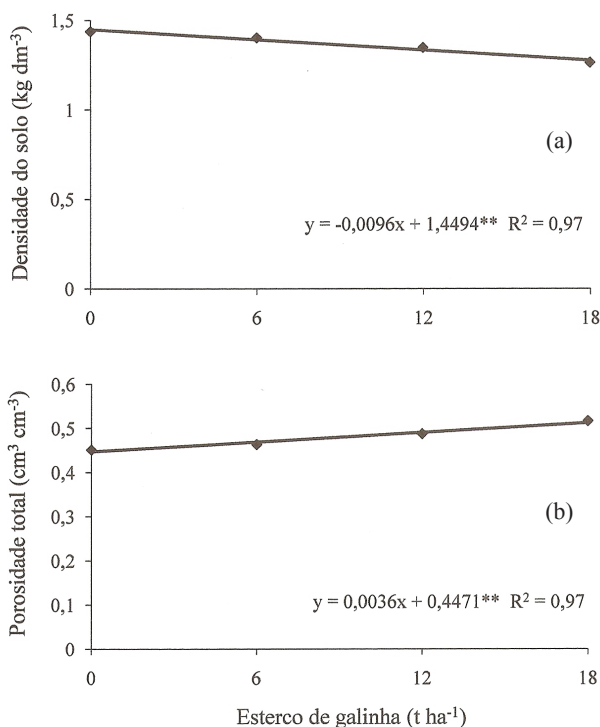 Densidade do solo (kg dm⁻³)
1,5
1
0,5
0
0
6
12
18
(a)
y = -0,0096x + 1,4494** R² = 0,97
Porosidade total (cm³ cm⁻³)
0,6
0,5
0,4
0,3
0,2
0,1
0
0
6
12
18
(b)
y = 0,0036x + 0,4471** R² = 0,97
Esterco de galinha (t ha⁻¹)